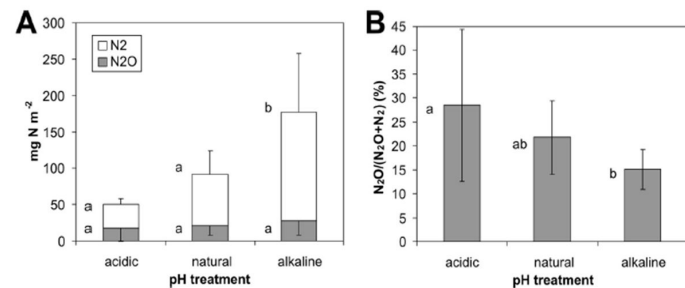 A
300
250
200
150
100
50
0
mg N m-2
N2
N2O
a
a
a
a
b
a
acidic
natural
alkaline
pH treatment
B
45
40
35
30
25
20
15
10
5
0
N₂O/(N₂O+N₂) (%)
a
ab
b
acidic
natural
alkaline
pH treatment